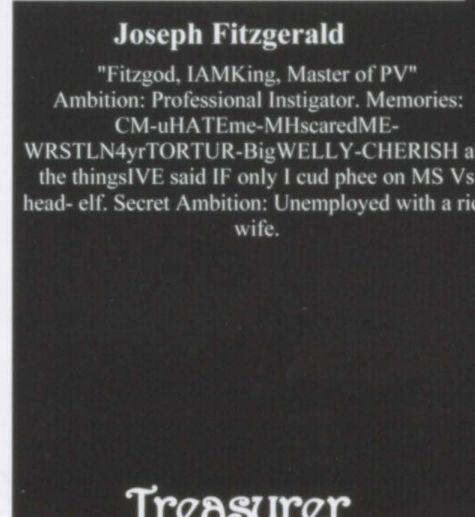 Joseph Fitzgerald
"Fitzgod, IAMKing, Master of PV"
Ambition: Professional Instigator. Memories:
CM-uHATEme-MHscaredME-
WRSTLN4yrTORTUR-BigWELLY-CHERISH a
the thingsIVE said IF only I cud phee on MS Vs
head- elf. Secret Ambition: Unemployed with a ric
wife.
Treasurer